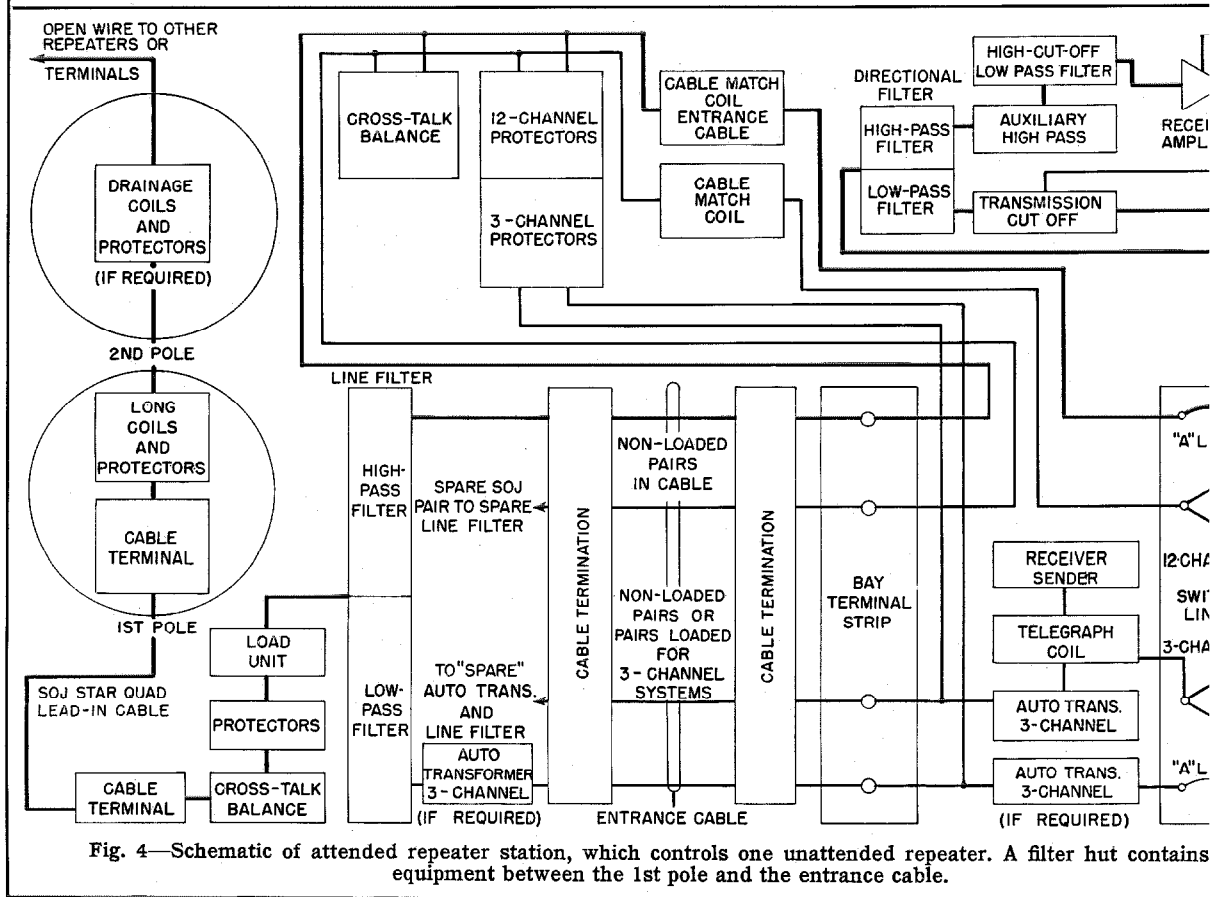 OPEN WIRE TO OTHER
REPEATERS OR
TERMINALS
DRAINAGE
COILS
AND
PROTECTORS
(IF REQUIRED)
2ND POLE
LONG
COILS
AND
PROTECTORS
CABLE
TERMINAL
1ST POLE
SOJ STAR QUAD
LEAD-IN CABLE
CABLE
TERMINAL
LOAD
UNIT
PROTECTORS
CROSS-TALK
BALANCE
CROSS-TALK
BALANCE
12-CHANNEL
PROTECTORS
3-CHANNEL
PROTECTORS
CABLE MATCH
COIL
ENTRANCE
CABLE
CABLE
MATCH
COIL
DIRECTIONAL
FILTER
HIGH-PASS
FILTER
LOW-PASS
FILTER
HIGH-CUT-OFF
LOW PASS FILTER
AUXILIARY
HIGH PASS
TRANSMISSION
CUT OFF
RECEI
AMPL
LINE FILTER
HIGH-
PASS
FILTER
LOW-
PASS
FILTER
SPARE SOJ
PAIR TO SPARE
LINE FILTER
TO "SPARE"
AUTO TRANS.
AND
LINE FILTER
AUTO
TRANSFORMER
3-CHANNEL
(IF REQUIRED)
CABLE TERMINATION
NON-LOADED
PAIRS
IN CABLE
NON-LOADED
PAIRS OR
PAIRS LOADED
FOR
3-CHANNEL
SYSTEMS
ENTRANCE CABLE
CABLE TERMINATION
BAY
TERMINAL
STRIP
RECEIVER
SENDER
TELEGRAPH
COIL
AUTO TRANS.
3-CHANNEL
AUTO TRANS.
3-CHANNEL
(IF REQUIRED)
"A" L
12-CHA
SWI
LIN
3-CHA
"A" L
Fig. 4—Schematic of attended repeater station, which controls one unattended repeater. A filter hut contains
equipment between the 1st pole and the entrance cable.